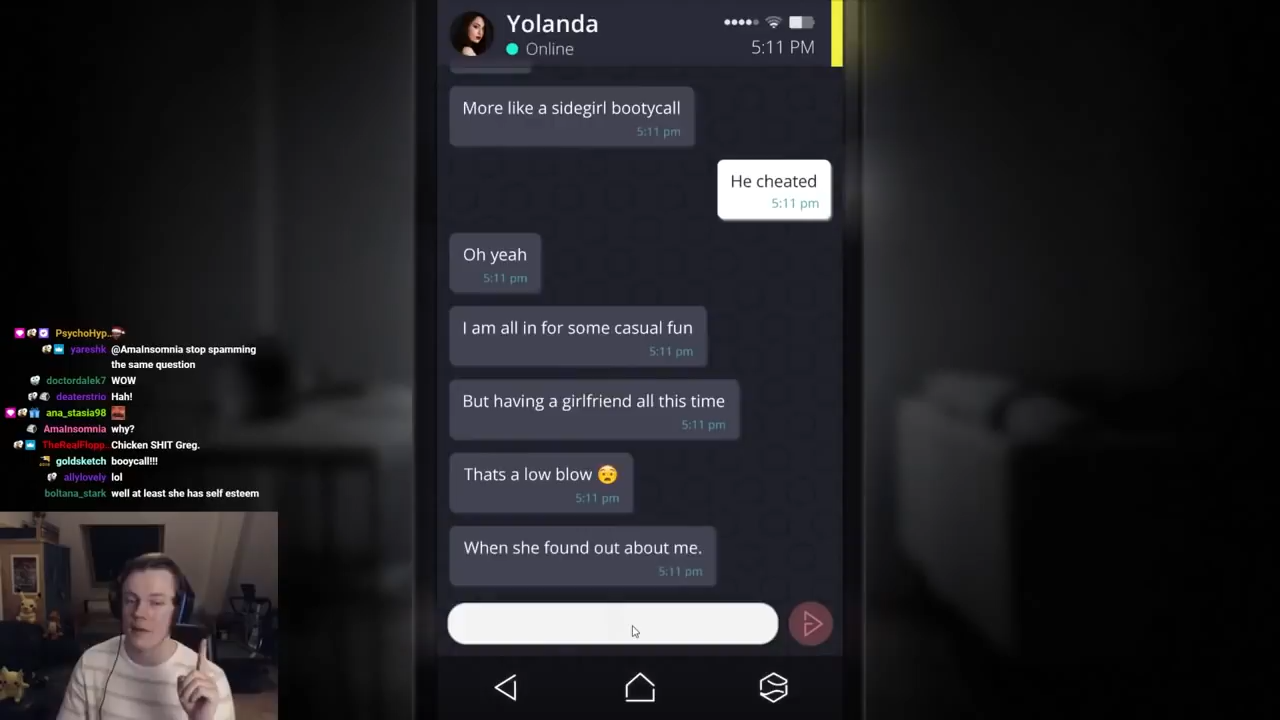 Yolanda
Online
5:11 PM
More like a sidegirl bootycall
5:11 pm
He cheated
5:11 pm
Oh yeah
5:11 pm
I am all in for some casual fun
5:11 pm
But having a girlfriend all this time
5:11 pm
Thats a low blow 😧
5:11 pm
When she found out about me.
5:11 pm
PsychoHyp...
yareshk @AmaInsomnia stop spamming
the same question
doctordalek7 WOW
deaterstrio Hah!
ana_stasia98
AmaInsomnia why?
TheRealFlopp... Chicken SHIT Greg.
goldsketch booycall!!!
allylovely lol
boltana_stark well at least she has self esteem